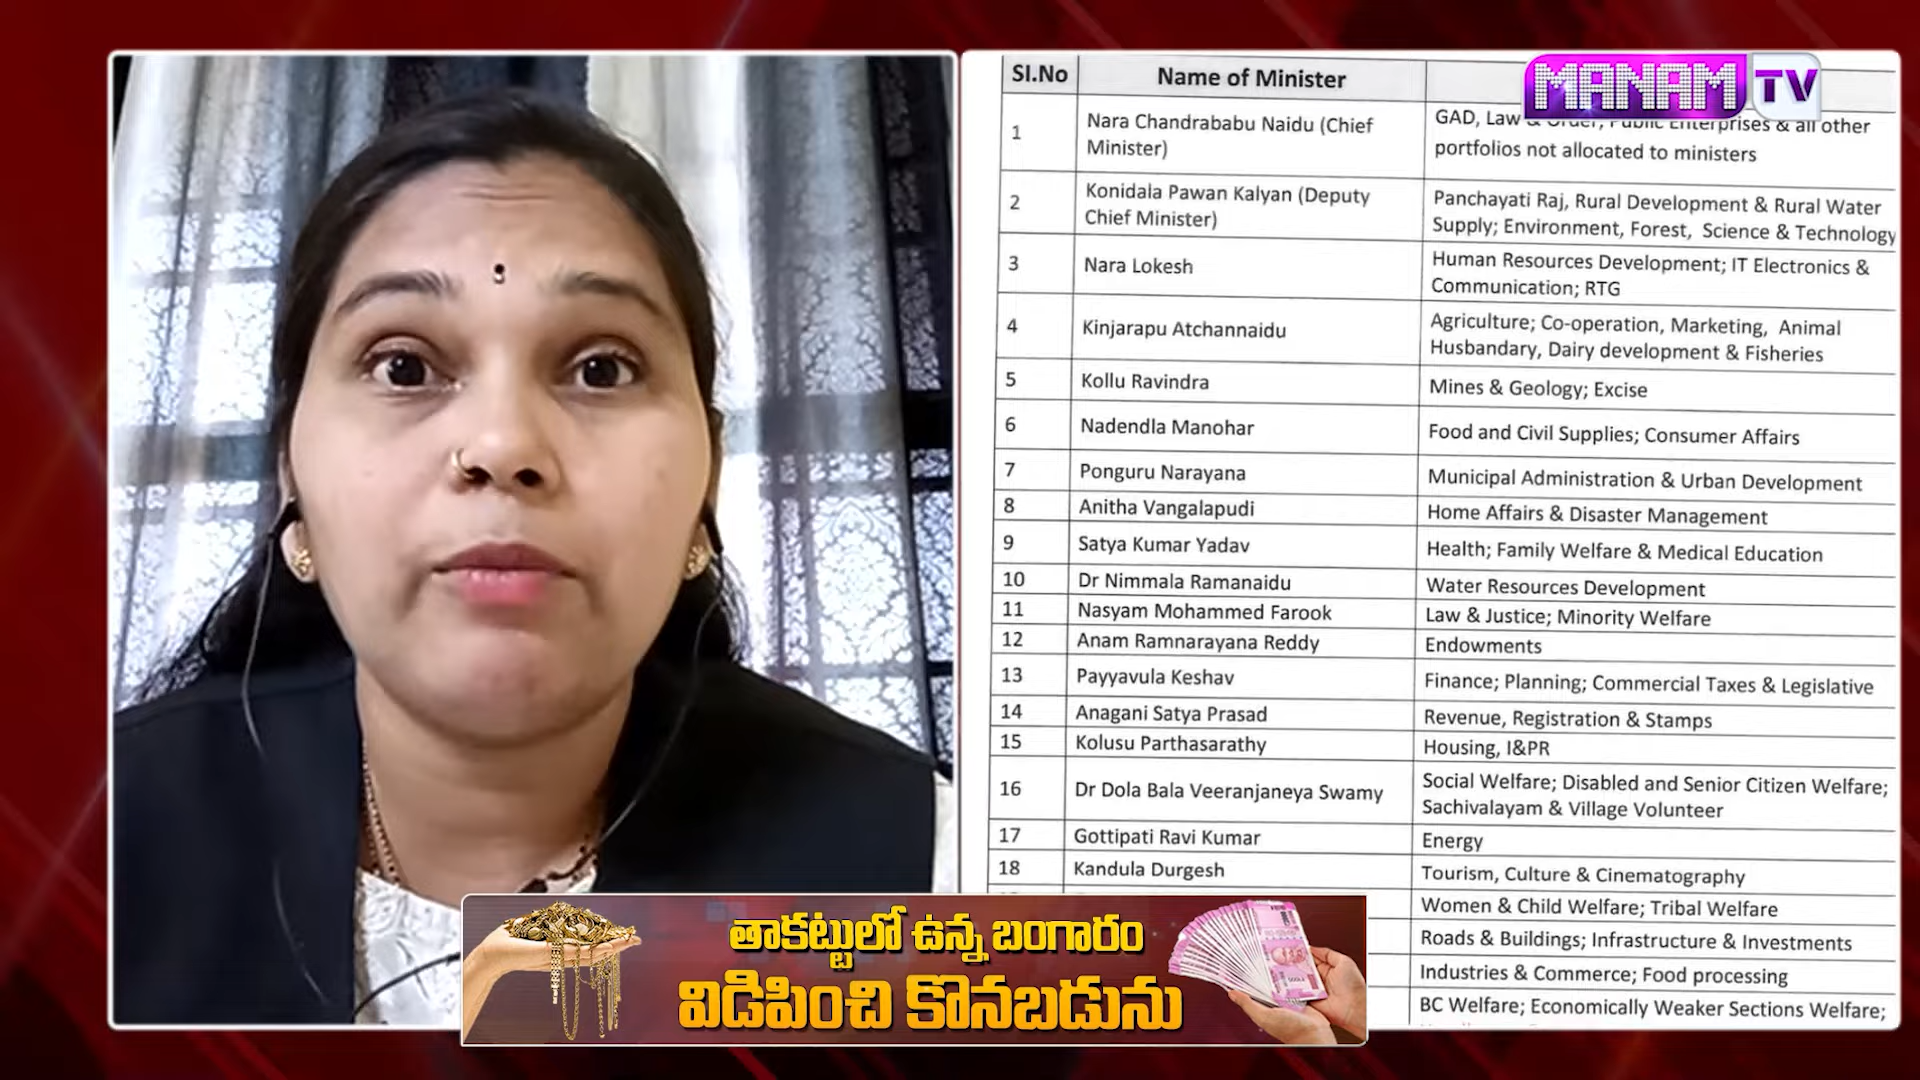 MANAM TV
SI.No Name of Minister
1 Nara Chandrababu Naidu (Chief
Minister)
GAD, Law & Order, Public Enterprises & all other
portfolios not allocated to ministers
2 Konidala Pawan Kalyan (Deputy
Chief Minister)
Panchayati Raj, Rural Development & Rural Water
Supply; Environment, Forest, Science & Technology
3 Nara Lokesh
Human Resources Development; IT Electronics &
Communication; RTG
4 Kinjarapu Atchannaidu
Agriculture; Co-operation, Marketing, Animal
Husbandary, Dairy development & Fisheries
5 Kollu Ravindra Mines & Geology; Excise
6 Nadendla Manohar Food and Civil Supplies; Consumer Affairs
7 Ponguru Narayana Municipal Administration & Urban Development
8 Anitha Vangalapudi Home Affairs & Disaster Management
9 Satya Kumar Yadav Health; Family Welfare & Medical Education
10 Dr Nimmala Ramanaidu Water Resources Development
11 Nasyam Mohammed Farook Law & Justice; Minority Welfare
12 Anam Ramnarayana Reddy Endowments
13 Payyavula Keshav Finance; Planning; Commercial Taxes & Legislative
14 Anagani Satya Prasad Revenue, Registration & Stamps
15 Kolusu Parthasarathy Housing, I&PR
16 Dr Dola Bala Veeranjaneya Swamy
Social Welfare; Disabled and Senior Citizen Welfare;
Sachivalayam & Village Volunteer
17 Gottipati Ravi Kumar Energy
18 Kandula Durgesh Tourism, Culture & Cinematography
Women & Child Welfare; Tribal Welfare
Roads & Buildings; Infrastructure & Investments
Industries & Commerce; Food processing
BC Welfare; Economically Weaker Sections Welfare;
తాకట్టులో ఉన్న బంగారం
విడిపించి కొనబడును